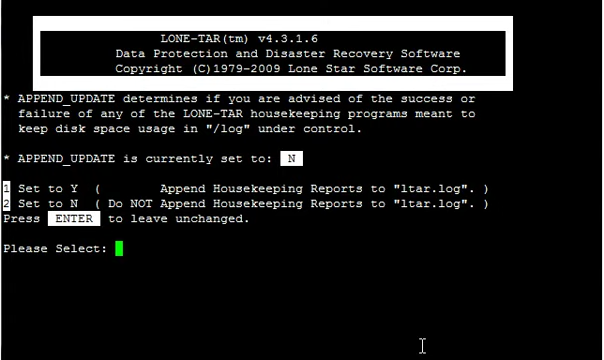 LONE-TAR(tm) v4.3.1.6
Data Protection and Disaster Recovery Software
Copyright (C)1979-2009 Lone Star Software Corp.
* APPEND_UPDATE determines if you are advised of the success or
failure of any of the LONE-TAR housekeeping programs meant to
keep disk space usage in "/log" under control.
* APPEND_UPDATE is currently set to: N
1 Set to Y ( Append Housekeeping Reports to "ltar.log". )
2 Set to N ( Do NOT Append Housekeeping Reports to "ltar.log". )
Press ENTER to leave unchanged.
Please Select: